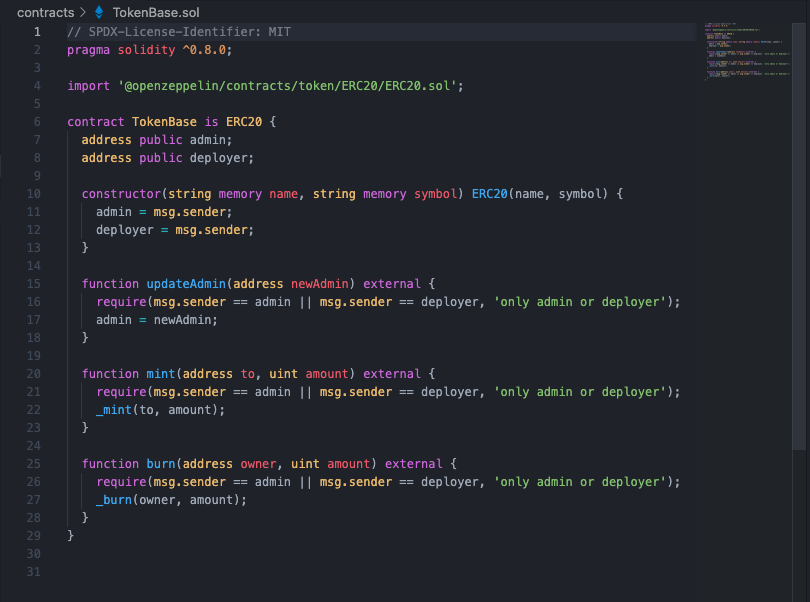 contracts > TokenBase.sol
1 // SPDX-License-Identifier: MIT
2 pragma solidity ^0.8.0;
3
4 import '@openzeppelin/contracts/token/ERC20/ERC20.sol';
5
6 contract TokenBase is ERC20 {
7   address public admin;
8   address public deployer;
9
10   constructor(string memory name, string memory symbol) ERC20(name, symbol) {
11     admin = msg.sender;
12     deployer = msg.sender;
13   }
14
15   function updateAdmin(address newAdmin) external {
16     require(msg.sender == admin || msg.sender == deployer, 'only admin or deployer');
17     admin = newAdmin;
18   }
19
20   function mint(address to, uint amount) external {
21     require(msg.sender == admin || msg.sender == deployer, 'only admin or deployer');
22     _mint(to, amount);
23   }
24
25   function burn(address owner, uint amount) external {
26     require(msg.sender == admin || msg.sender == deployer, 'only admin or deployer');
27     _burn(owner, amount);
28   }
29 }
30
31